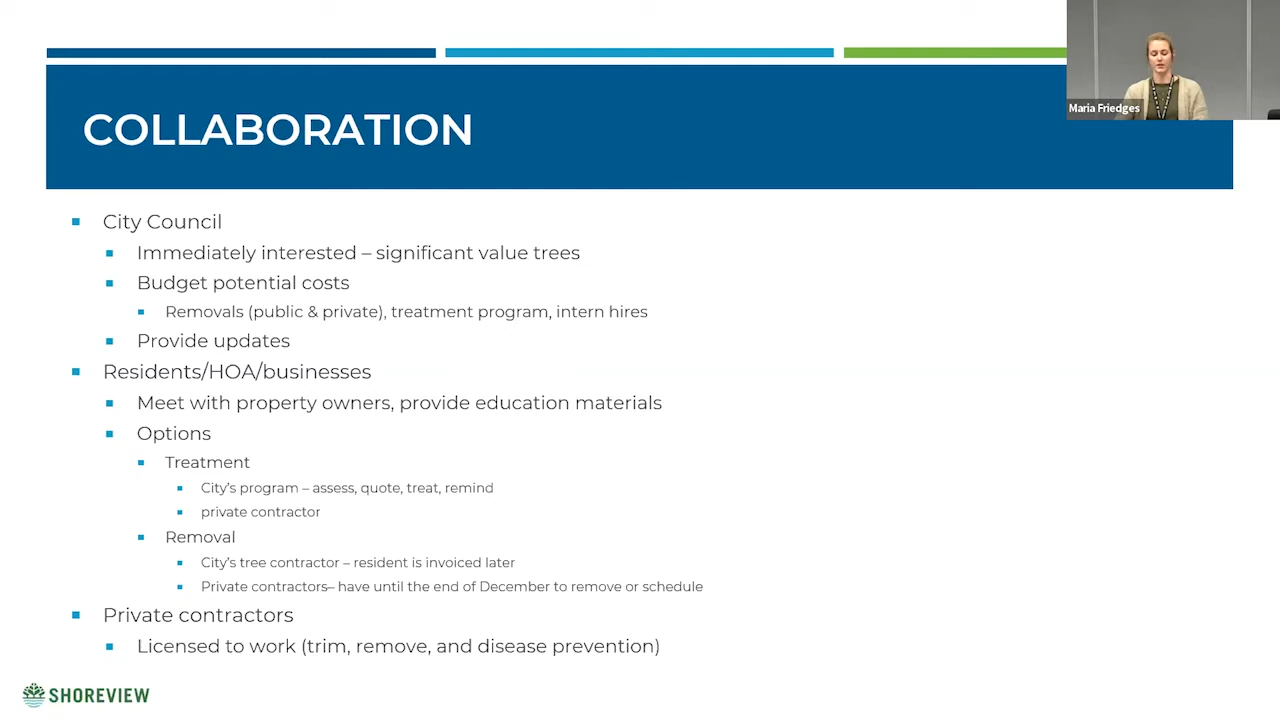 Maria Friedges
COLLABORATION
City Council
Immediately interested – significant value trees
Budget potential costs
Removals (public & private), treatment program, intern hires
Provide updates
Residents/HOA/businesses
Meet with property owners, provide education materials
Options
Treatment
City's program – assess, quote, treat, remind
private contractor
Removal
City's tree contractor – resident is invoiced later
Private contractors– have until the end of December to remove or schedule
Private contractors
Licensed to work (trim, remove, and disease prevention)
SHOREVIEW